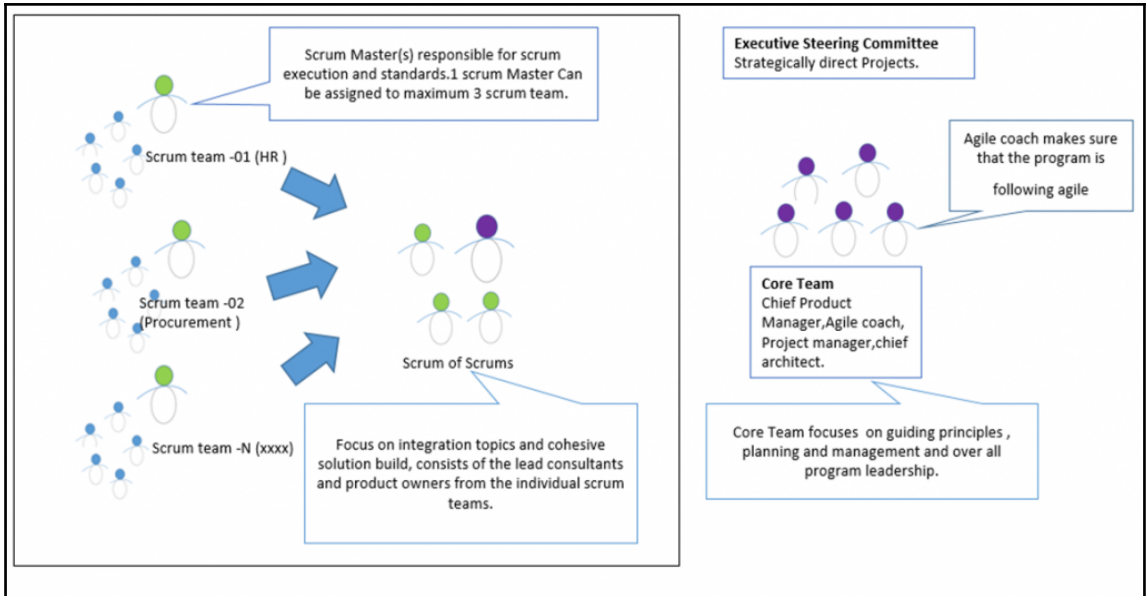 Scrum Master(s) responsible for scrum
execution and standards.1 scrum Master Can
be assigned to maximum 3 scrum team.
Scrum team -01 (HR )
Scrum team -02
(Procurement )
Scrum team -N (xxxx)
Scrum of Scrums
Focus on integration topics and cohesive
solution build, consists of the lead consultants
and product owners from the individual scrum
teams.
Executive Steering Committee
Strategically direct Projects.
Agile coach makes sure
that the program is
following agile
Core Team
Chief Product
Manager,Agile coach,
Project manager,chief
architect.
Core Team focuses  on guiding principles ,
planning and management and over all
program leadership.